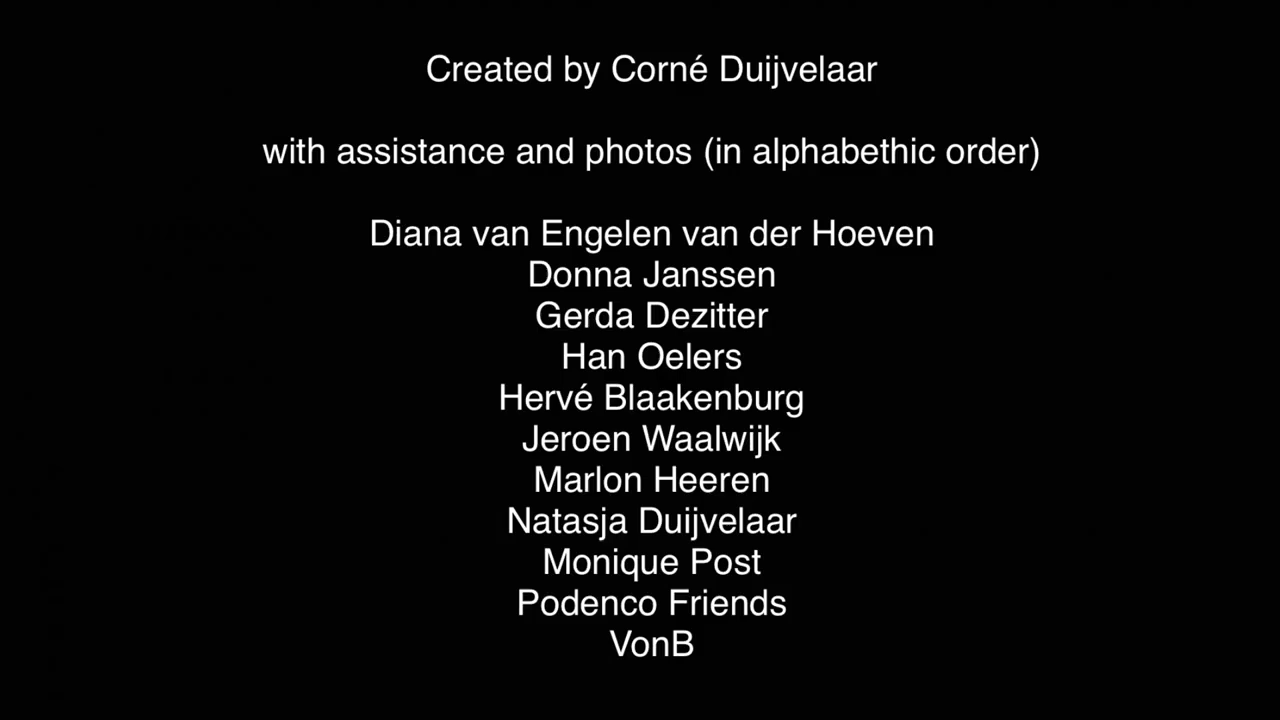 Created by Corné Duijvelaar
with assistance and photos (in alphabethic order)
Diana van Engelen van der Hoeven
Donna Janssen
Gerda Dezitter
Han Oelers
Hervé Blaakenburg
Jeroen Waalwijk
Marlon Heeren
Natasja Duijvelaar
Monique Post
Podenco Friends
VonB